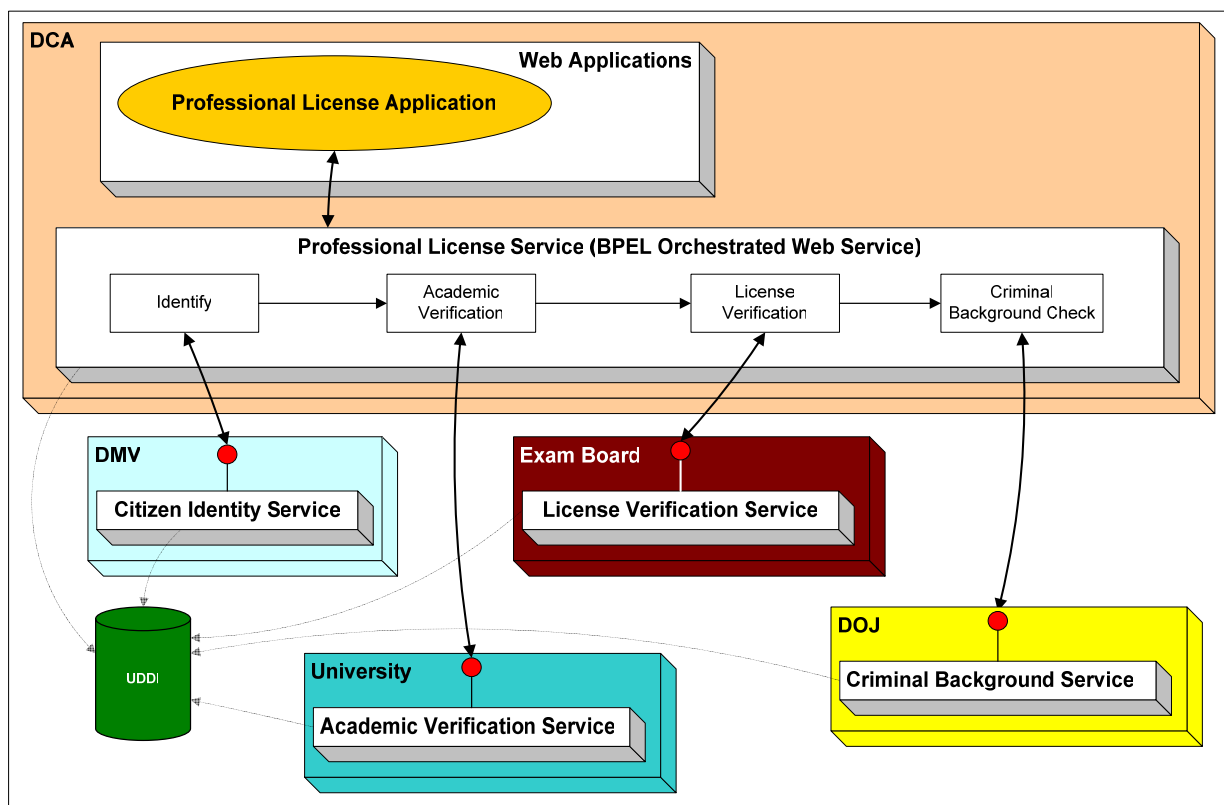 DCA
Web Applications
Professional License Application
Professional License Service (BPEL Orchestrated Web Service)
Identify
Academic
Verification
License
Verification
Criminal
Background Check
DMV
Citizen Identity Service
Exam Board
License Verification Service
UDDI
University
Academic Verification Service
DOJ
Criminal Background Service